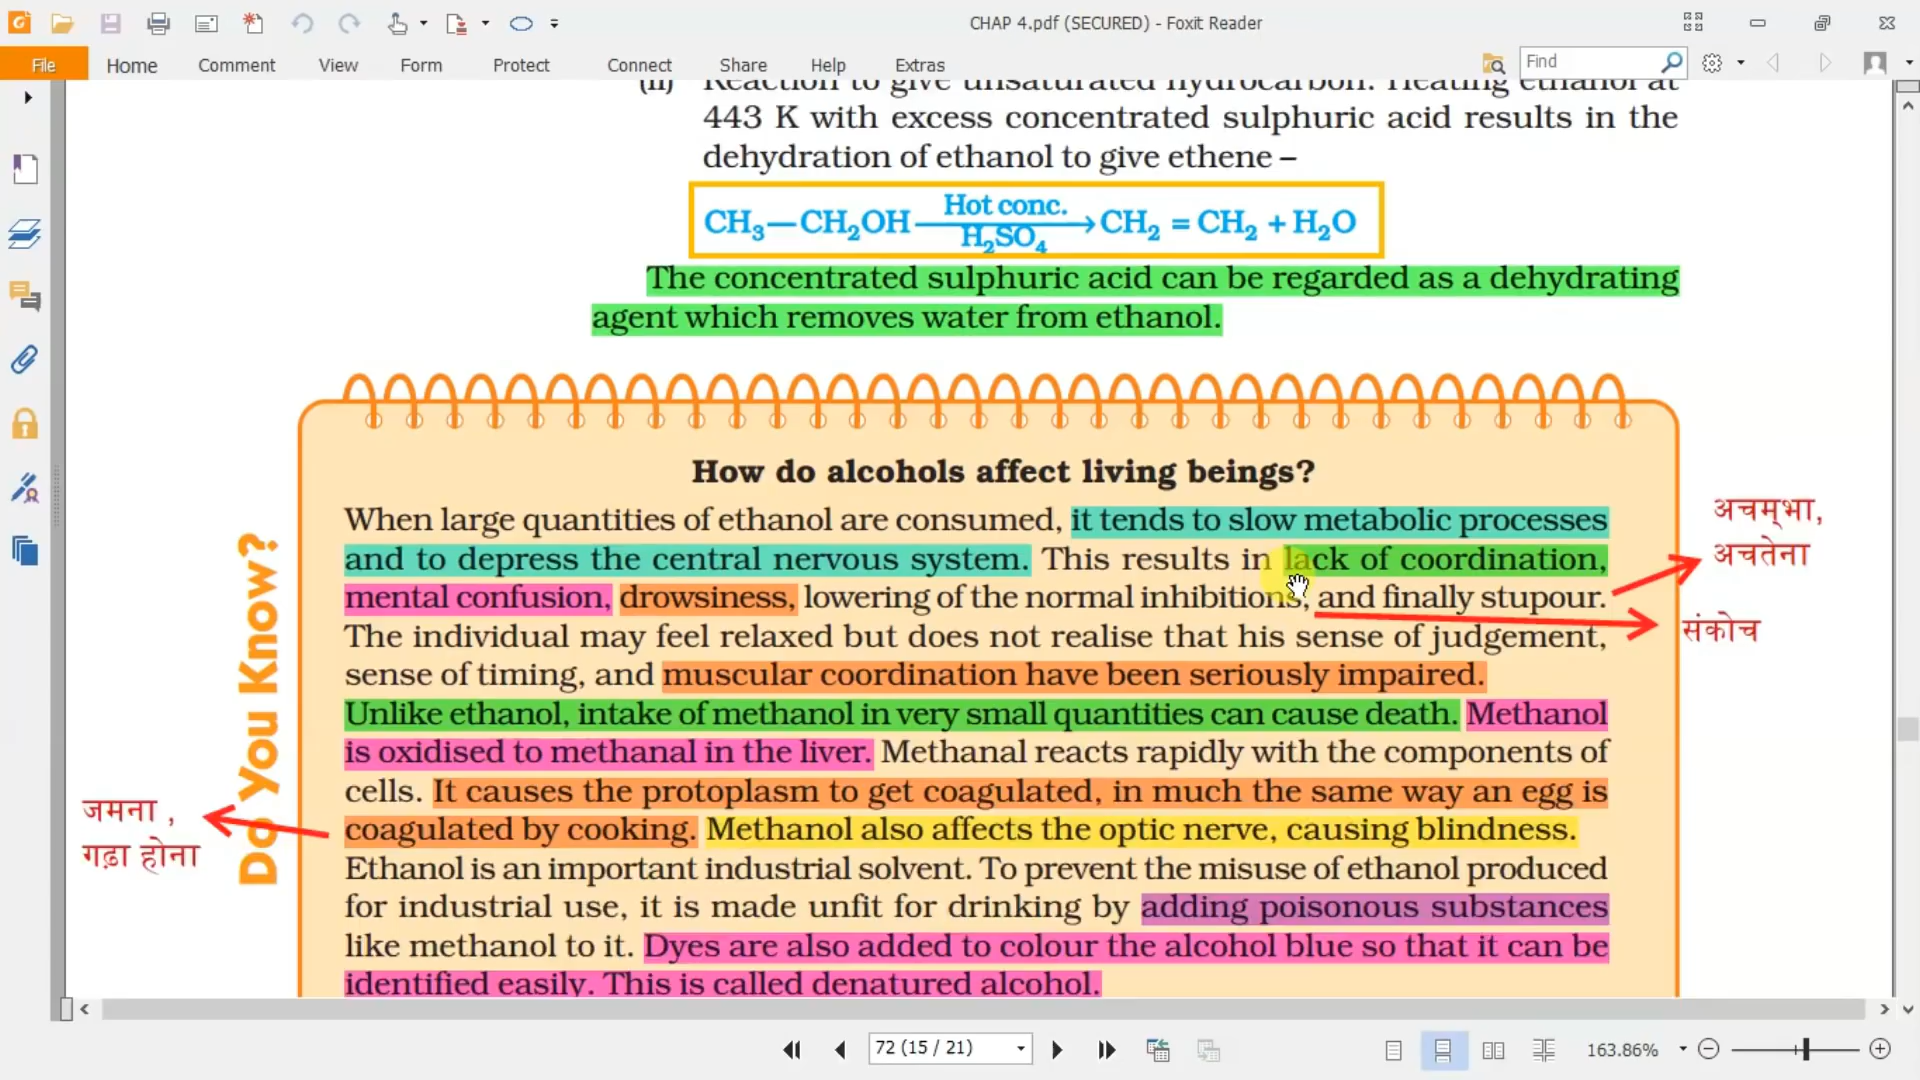 CHAP 4.pdf (SECURED) - Foxit Reader
File Home Comment View Form Protect Connect Share Help Extras Find
(ii) Reaction to give unsaturated hydrocarbon: Heating ethanol at
443 K with excess concentrated sulphuric acid results in the
dehydration of ethanol to give ethene –
Hot conc.
CH₃—CH₂OH → CH₂ = CH₂ + H₂O
H₂SO₄
The concentrated sulphuric acid can be regarded as a dehydrating
agent which removes water from ethanol.
How do alcohols affect living beings?
When large quantities of ethanol are consumed, it tends to slow metabolic processes
and to depress the central nervous system. This results in lack of coordination,
mental confusion, drowsiness, lowering of the normal inhibitions, and finally stupour.
The individual may feel relaxed but does not realise that his sense of judgement,
sense of timing, and muscular coordination have been seriously impaired.
Unlike ethanol, intake of methanol in very small quantities can cause death. Methanol
is oxidised to methanal in the liver. Methanal reacts rapidly with the components of
cells. It causes the protoplasm to get coagulated, in much the same way an egg is
coagulated by cooking. Methanol also affects the optic nerve, causing blindness.
Ethanol is an important industrial solvent. To prevent the misuse of ethanol produced
for industrial use, it is made unfit for drinking by adding poisonous substances
like methanol to it. Dyes are also added to colour the alcohol blue so that it can be
identified easily. This is called denatured alcohol.
Do You Know?
अचम्भा,
अचतेना
संकोच
जमना ,
गढ़ा होना
72 (15 / 21)
163.86%